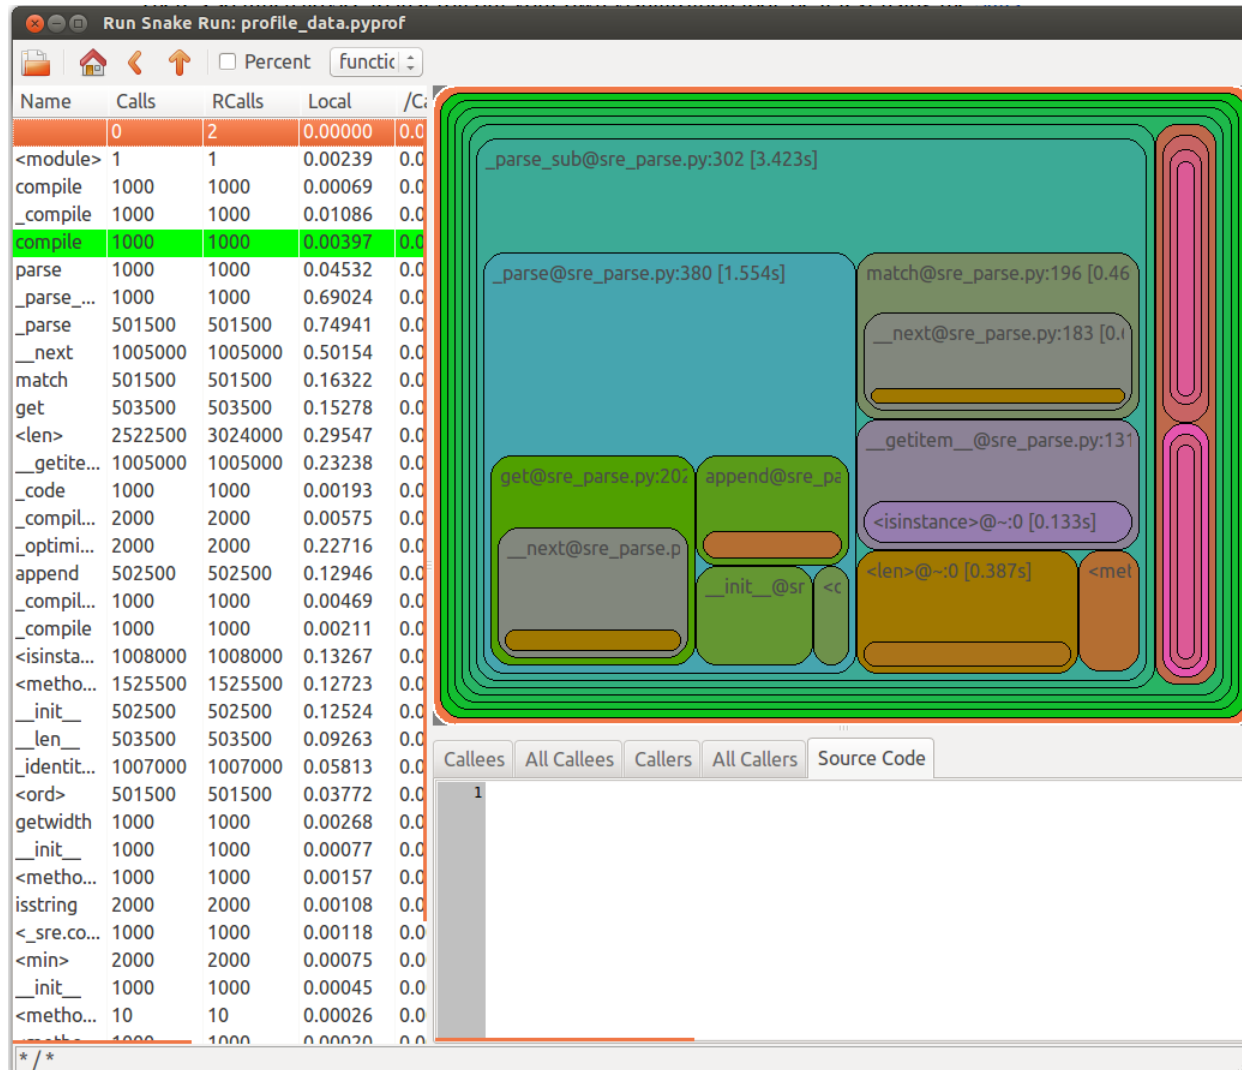 Run Snake Run: profile_data.pyprof
Percent functic
Name Calls RCalls Local /Ca
0 2 0.00000 0.0
<module> 1 1 0.00239 0.0
compile 1000 1000 0.00069 0.0
_compile 1000 1000 0.01086 0.0
compile 1000 1000 0.00397 0.0
parse 1000 1000 0.04532 0.0
_parse_... 1000 1000 0.69024 0.0
_parse 501500 501500 0.74941 0.0
__next 1005000 1005000 0.50154 0.0
match 501500 501500 0.16322 0.0
get 503500 503500 0.15278 0.0
<len> 2522500 3024000 0.29547 0.0
__getite... 1005000 1005000 0.23238 0.0
_code 1000 1000 0.00193 0.0
_compil... 2000 2000 0.00575 0.0
_optimi... 2000 2000 0.22716 0.0
append 502500 502500 0.12946 0.0
_compil... 1000 1000 0.00469 0.0
_compile 1000 1000 0.00211 0.0
<isinsta... 1008000 1008000 0.13267 0.0
<metho... 1525500 1525500 0.12723 0.0
__init__ 502500 502500 0.12524 0.0
__len__ 503500 503500 0.09263 0.0
_identit... 1007000 1007000 0.05813 0.0
<ord> 501500 501500 0.03772 0.0
getwidth 1000 1000 0.00268 0.0
__init__ 1000 1000 0.00077 0.0
<metho... 1000 1000 0.00157 0.0
isstring 2000 2000 0.00108 0.0
<_sre.co... 1000 1000 0.00118 0.0
<min> 2000 2000 0.00075 0.0
__init__ 1000 1000 0.00045 0.0
<metho... 10 10 0.00026 0.0
<metho... 1000 1000 0.00020 0.0
_parse_sub@sre_parse.py:302 [3.423s]
_parse@sre_parse.py:380 [1.554s]
match@sre_parse.py:196 [0.46
__next@sre_parse.py:183 [0.
__getitem__@sre_parse.py:131
<isinstance>@~:0 [0.133s]
get@sre_parse.py:202
append@sre_pa
__next@sre_parse.p
__init__@sr
<o
<len>@~:0 [0.387s]
<met
Callees All Callees Callers All Callers Source Code
1
* / *